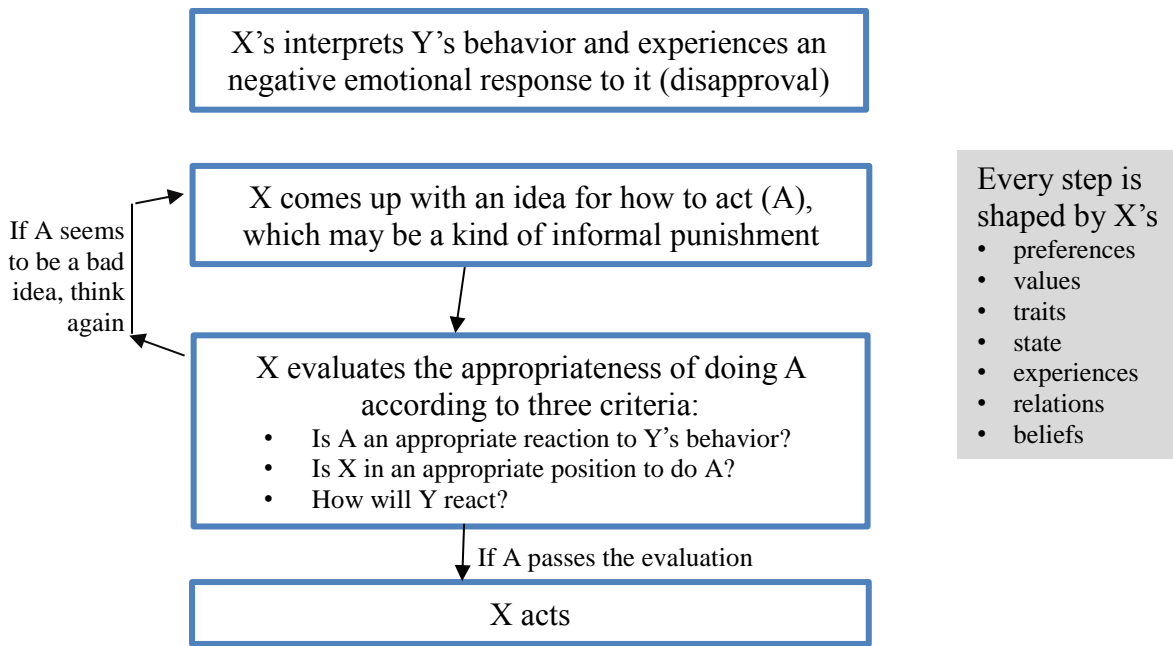 X's interprets Y's behavior and experiences an
negative emotional response to it (disapproval)
X comes up with an idea for how to act (A),
which may be a kind of informal punishment
If A seems
to be a bad
idea, think
again
X evaluates the appropriateness of doing A
according to three criteria:
• Is A an appropriate reaction to Y's behavior?
• Is X in an appropriate position to do A?
• How will Y react?
If A passes the evaluation
X acts
Every step is
shaped by X's
• preferences
• values
• traits
• state
• experiences
• relations
• beliefs